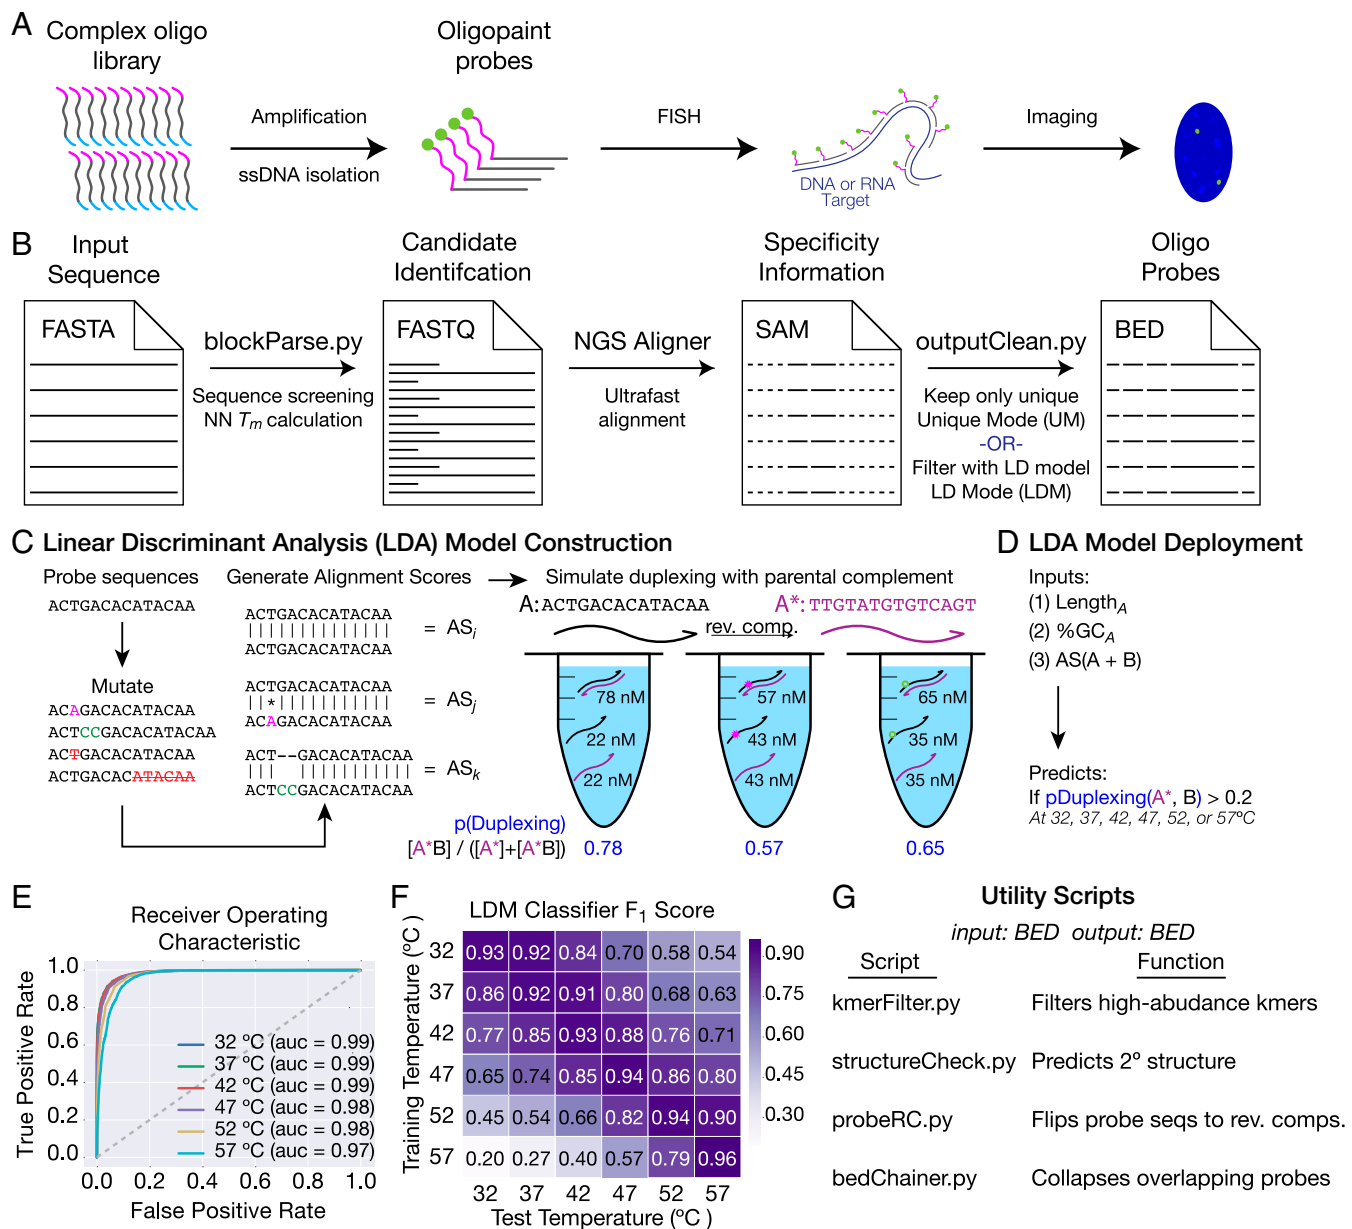 A
Complex oligo
library
Oligopaint
probes
Amplification
ssDNA isolation
FISH
DNA or RNA
Target
Imaging
B
Input
Sequence
Candidate
Identifcation
Specificity
Information
Oligo
Probes
FASTA
blockParse.py
Sequence screening
NN Tm calculation
FASTQ
NGS Aligner
Ultrafast
alignment
SAM
outputClean.py
Keep only unique
Unique Mode (UM)
-OR-
Filter with LD model
LD Mode (LDM)
BED
C Linear Discriminant Analysis (LDA) Model Construction
Probe sequences
ACTGACACATACAA
Mutate
ACAGACACATACAA
ACTCCGACACATACAA
ACTGACACATACAA
ACTGACACATACAA
Generate Alignment Scores
ACTGACACATACAA
||||||||||||||
ACTGACACATACAA
= ASi
ACTGACACATACAA
||*|||||||||||
ACAGACACATACAA
= ASj
ACT--GACACATACAA
||| |||||||||||
ACTCCGACACATACAA
= ASk
Simulate duplexing with parental complement
A:ACTGACACATACAA
rev. comp.
A*:TTGTATGTGTCAGT
78 nM
22 nM
22 nM
57 nM
43 nM
43 nM
65 nM
35 nM
35 nM
p(Duplexing)
[A*B] / ([A*]+[A*B])
0.78
0.57
0.65
D LDA Model Deployment
Inputs:
(1) LengthA
(2) %GCA
(3) AS(A + B)
Predicts:
If pDuplexing(A*, B) > 0.2
At 32, 37, 42, 47, 52, or 57ºC
E
Receiver Operating
Characteristic
True Positive Rate
1.0
0.8
0.6
0.4
0.2
0.0
32 ºC (auc = 0.99)
37 ºC (auc = 0.99)
42 ºC (auc = 0.99)
47 ºC (auc = 0.98)
52 ºC (auc = 0.98)
57 ºC (auc = 0.97)
0.0 0.2 0.4 0.6 0.8 1.0
False Positive Rate
F
LDM Classifier F1 Score
Training Temperature (ºC )
32 0.93 0.92 0.84 0.70 0.58 0.54
37 0.86 0.92 0.91 0.80 0.68 0.63
42 0.77 0.85 0.93 0.88 0.76 0.71
47 0.65 0.74 0.85 0.94 0.86 0.80
52 0.45 0.54 0.66 0.82 0.94 0.90
57 0.20 0.27 0.40 0.57 0.79 0.96
32 37 42 47 52 57
Test Temperature (ºC )
0.90
0.75
0.60
0.45
0.30
G
Utility Scripts
input: BED output: BED
Script Function
kmerFilter.py Filters high-abudance kmers
structureCheck.py Predicts 2º structure
probeRC.py Flips probe seqs to rev. comps.
bedChainer.py Collapses overlapping probes